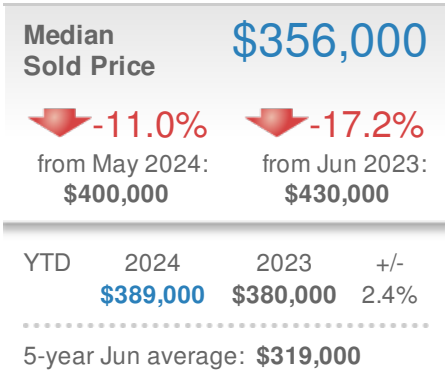 Median $356,000
Sold Price
-11.0% -17.2%
from May 2024: from Jun 2023:
$400,000 $430,000
YTD 2024 2023 +/-
$389,000 $380,000 2.4%
5-year Jun average: $319,000